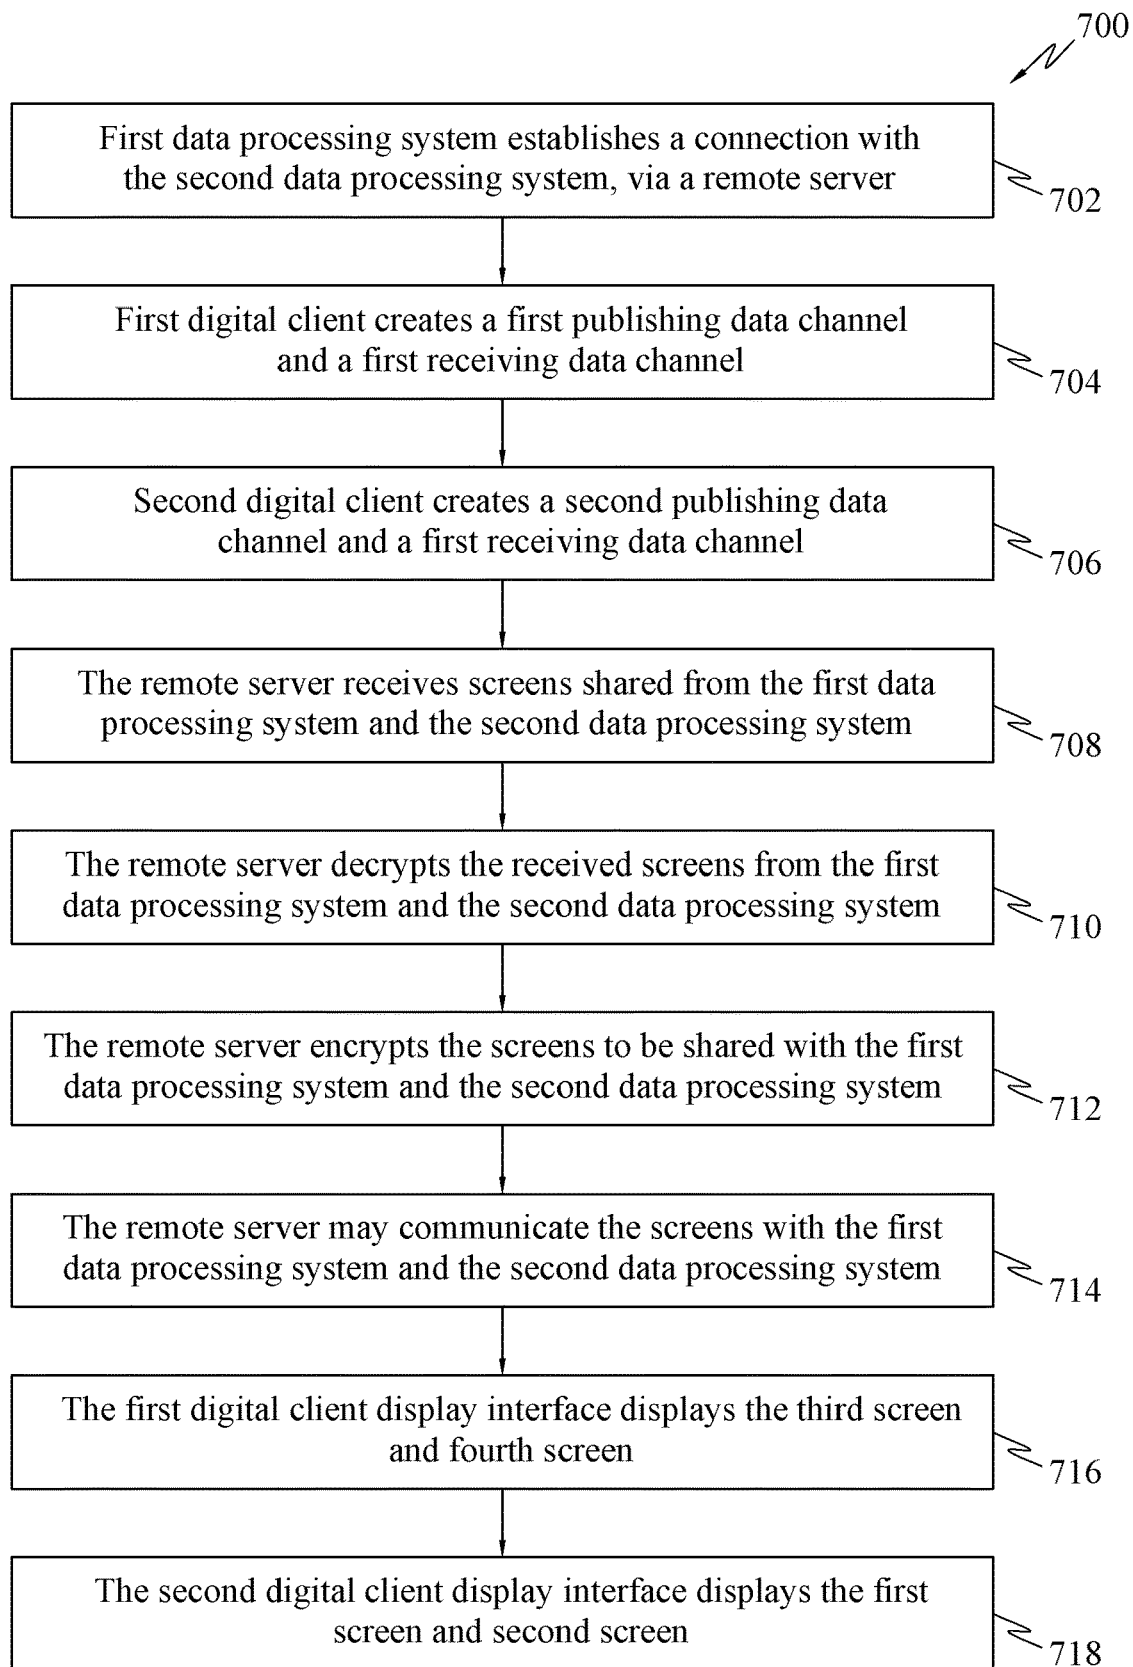 700
First data processing system establishes a connection with
the second data processing system, via a remote server
702
First digital client creates a first publishing data channel
and a first receiving data channel
704
Second digital client creates a second publishing data
channel and a first receiving data channel
706
The remote server receives screens shared from the first data
processing system and the second data processing system
708
The remote server decrypts the received screens from the first
data processing system and the second data processing system
710
The remote server encrypts the screens to be shared with the first
data processing system and the second data processing system
712
The remote server may communicate the screens with the first
data processing system and the second data processing system
714
The first digital client display interface displays the third screen
and fourth screen
716
The second digital client display interface displays the first
screen and second screen
718